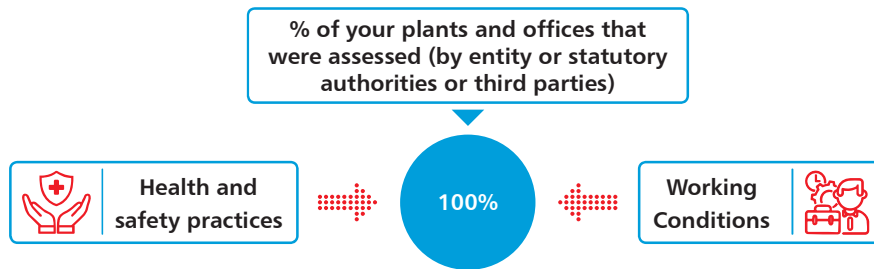 % of your plants and offices that
were assessed (by entity or statutory
authorities or third parties)
Health and
safety practices
100%
Working
Conditions